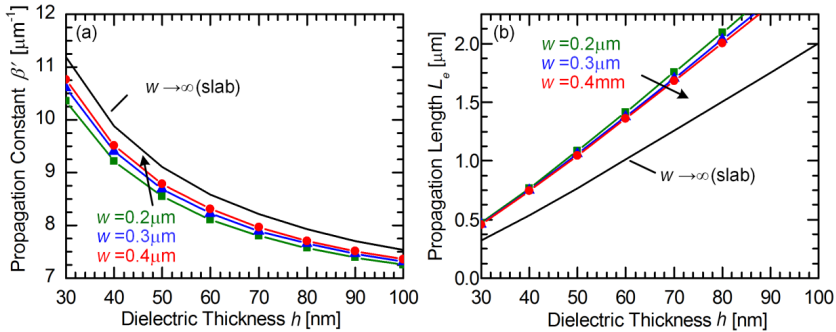 (a)
Propagation Constant β′ [μm⁻¹]
11
10
9
8
7
w→∞(slab)
w=0.2μm
w=0.3μm
w=0.4μm
30 40 50 60 70 80 90 100
Dielectric Thickness h [nm]
(b)
Propagation Length Lₑ [μm]
2.0
1.5
1.0
0.5
0.0
w=0.2μm
w=0.3μm
w=0.4mm
w→∞(slab)
30 40 50 60 70 80 90 100
Dielectric Thickness h [nm]